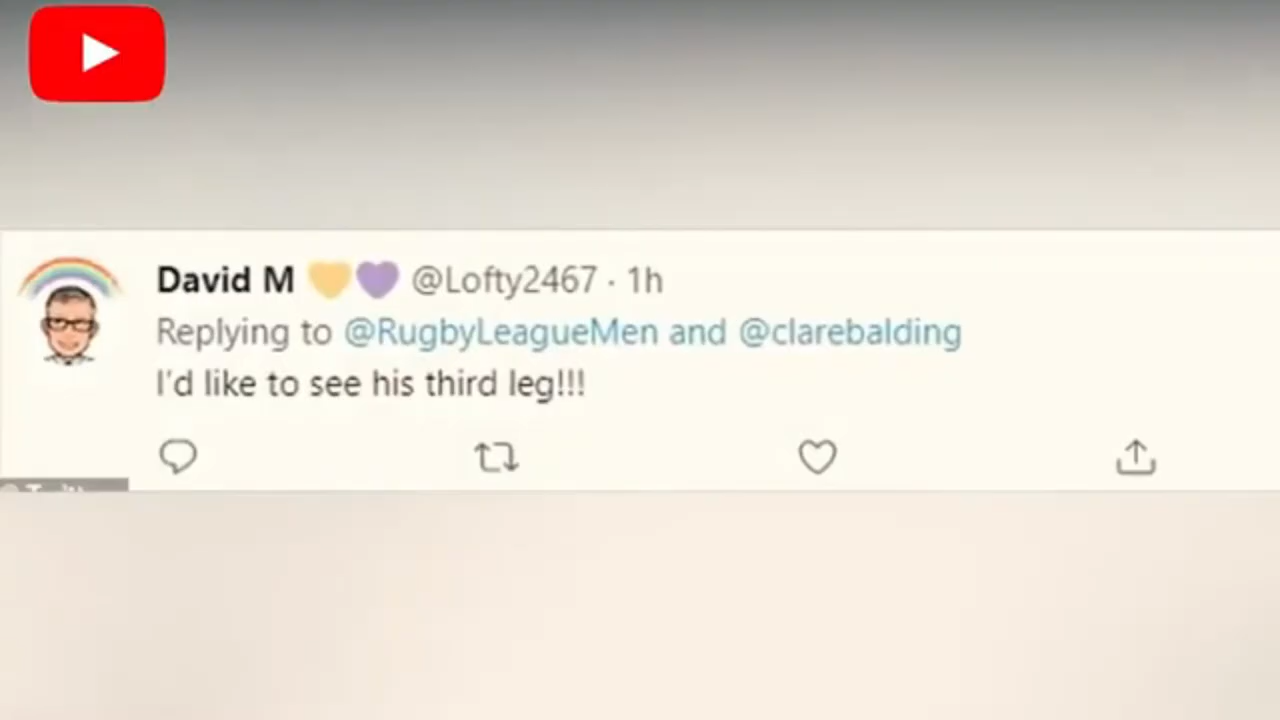 David M 💛💜 @Lofty2467 · 1h
Replying to @RugbyLeagueMen and @clarebalding
I'd like to see his third leg!!!